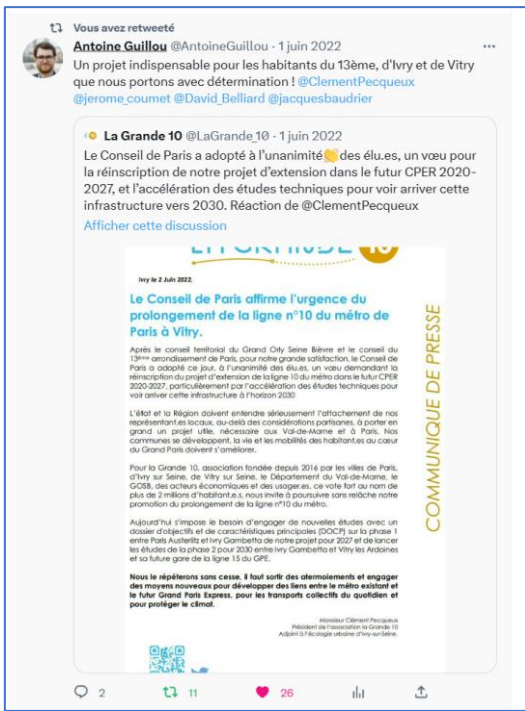 Vous avez retweeté
Antoine Guillou @AntoineGuillou · 1 juin 2022
Un projet indispensable pour les habitants du 13ème, d'Ivry et de Vitry
que nous portons avec détermination ! @ClementPecqueux
@jerome_coumet @David_Belliard @jacquesbaudrier
La Grande 10 @LaGrande_10 · 1 juin 2022
Le Conseil de Paris a adopté à l'unanimité👏des élu.es, un vœu pour
la réinscription de notre projet d'extension dans le futur CPER 2020-
2027, et l'accélération des études techniques pour voir arriver cette
infrastructure vers 2030. Réaction de @ClementPecqueux
Afficher cette discussion
LA GRANDE 10
Ivry le 2 Juin 2022,
Le Conseil de Paris affirme l'urgence du
prolongement de la ligne n°10 du métro de
Paris à Vitry.
Après le conseil territorial du Grand Orly Seine Bièvre et le conseil du
13ème arrondissement de Paris, pour notre grande satisfaction, le Conseil de
Paris a adopté ce jour, à l'unanimité des élu.es, un vœu demandant la
réinscription du projet d'extension de la ligne 10 du métro dans le futur CPER
2020-2027, particulièrement par l'accélération des études techniques pour
voir arriver cette infrastructure à l'horizon 2030
L'état et la Région doivent entendre sérieusement l'attachement de nos
représentant.es locaux, au-delà des considérations partisanes, à porter en
grand un projet utile, nécessaire aux Val-de-Marne et à Paris. Nos
communes se développent, la vie et les mobilités des habitant.es au cœur
du Grand Paris doivent s'améliorer.
Pour la Grande 10, association fondée depuis 2016 par les villes de Paris,
d'Ivry sur Seine, de Vitry sur Seine, le Département du Val-de-Marne, le
GOSB, des acteurs économiques et des usager.es, ce vote fort au nom de
plus de 2 millions d'habitant.e.s, nous invite à poursuivre sans relâche notre
promotion du prolongement de la ligne n°10 du métro.
Aujourd'hui s'impose le besoin d'engager de nouvelles études avec un
dossier d'objectifs et de caractéristiques principales (DOCP) sur la phase 1
entre Paris Austerlitz et Ivry Gambetta de notre projet pour 2027 et de lancer
les études de la phase 2 pour 2030 entre Ivry Gambetta et Vitry les Ardoines
et sa future gare de la ligne 15 du GPE.
Nous le répéterons sans cesse, il faut sortir des atermoiements et engager
des moyens nouveaux pour développer des liens entre le métro existant et
le futur Grand Paris Express, pour les transports collectifs du quotidien et
pour protéger le climat.
Monsieur Clément Pecqueux
Président de l'association la Grande 10
Adjoint à l'écologie urbaine d'Ivry-sur-Seine.
COMMUNIQUE DE PRESSE
2 11 26